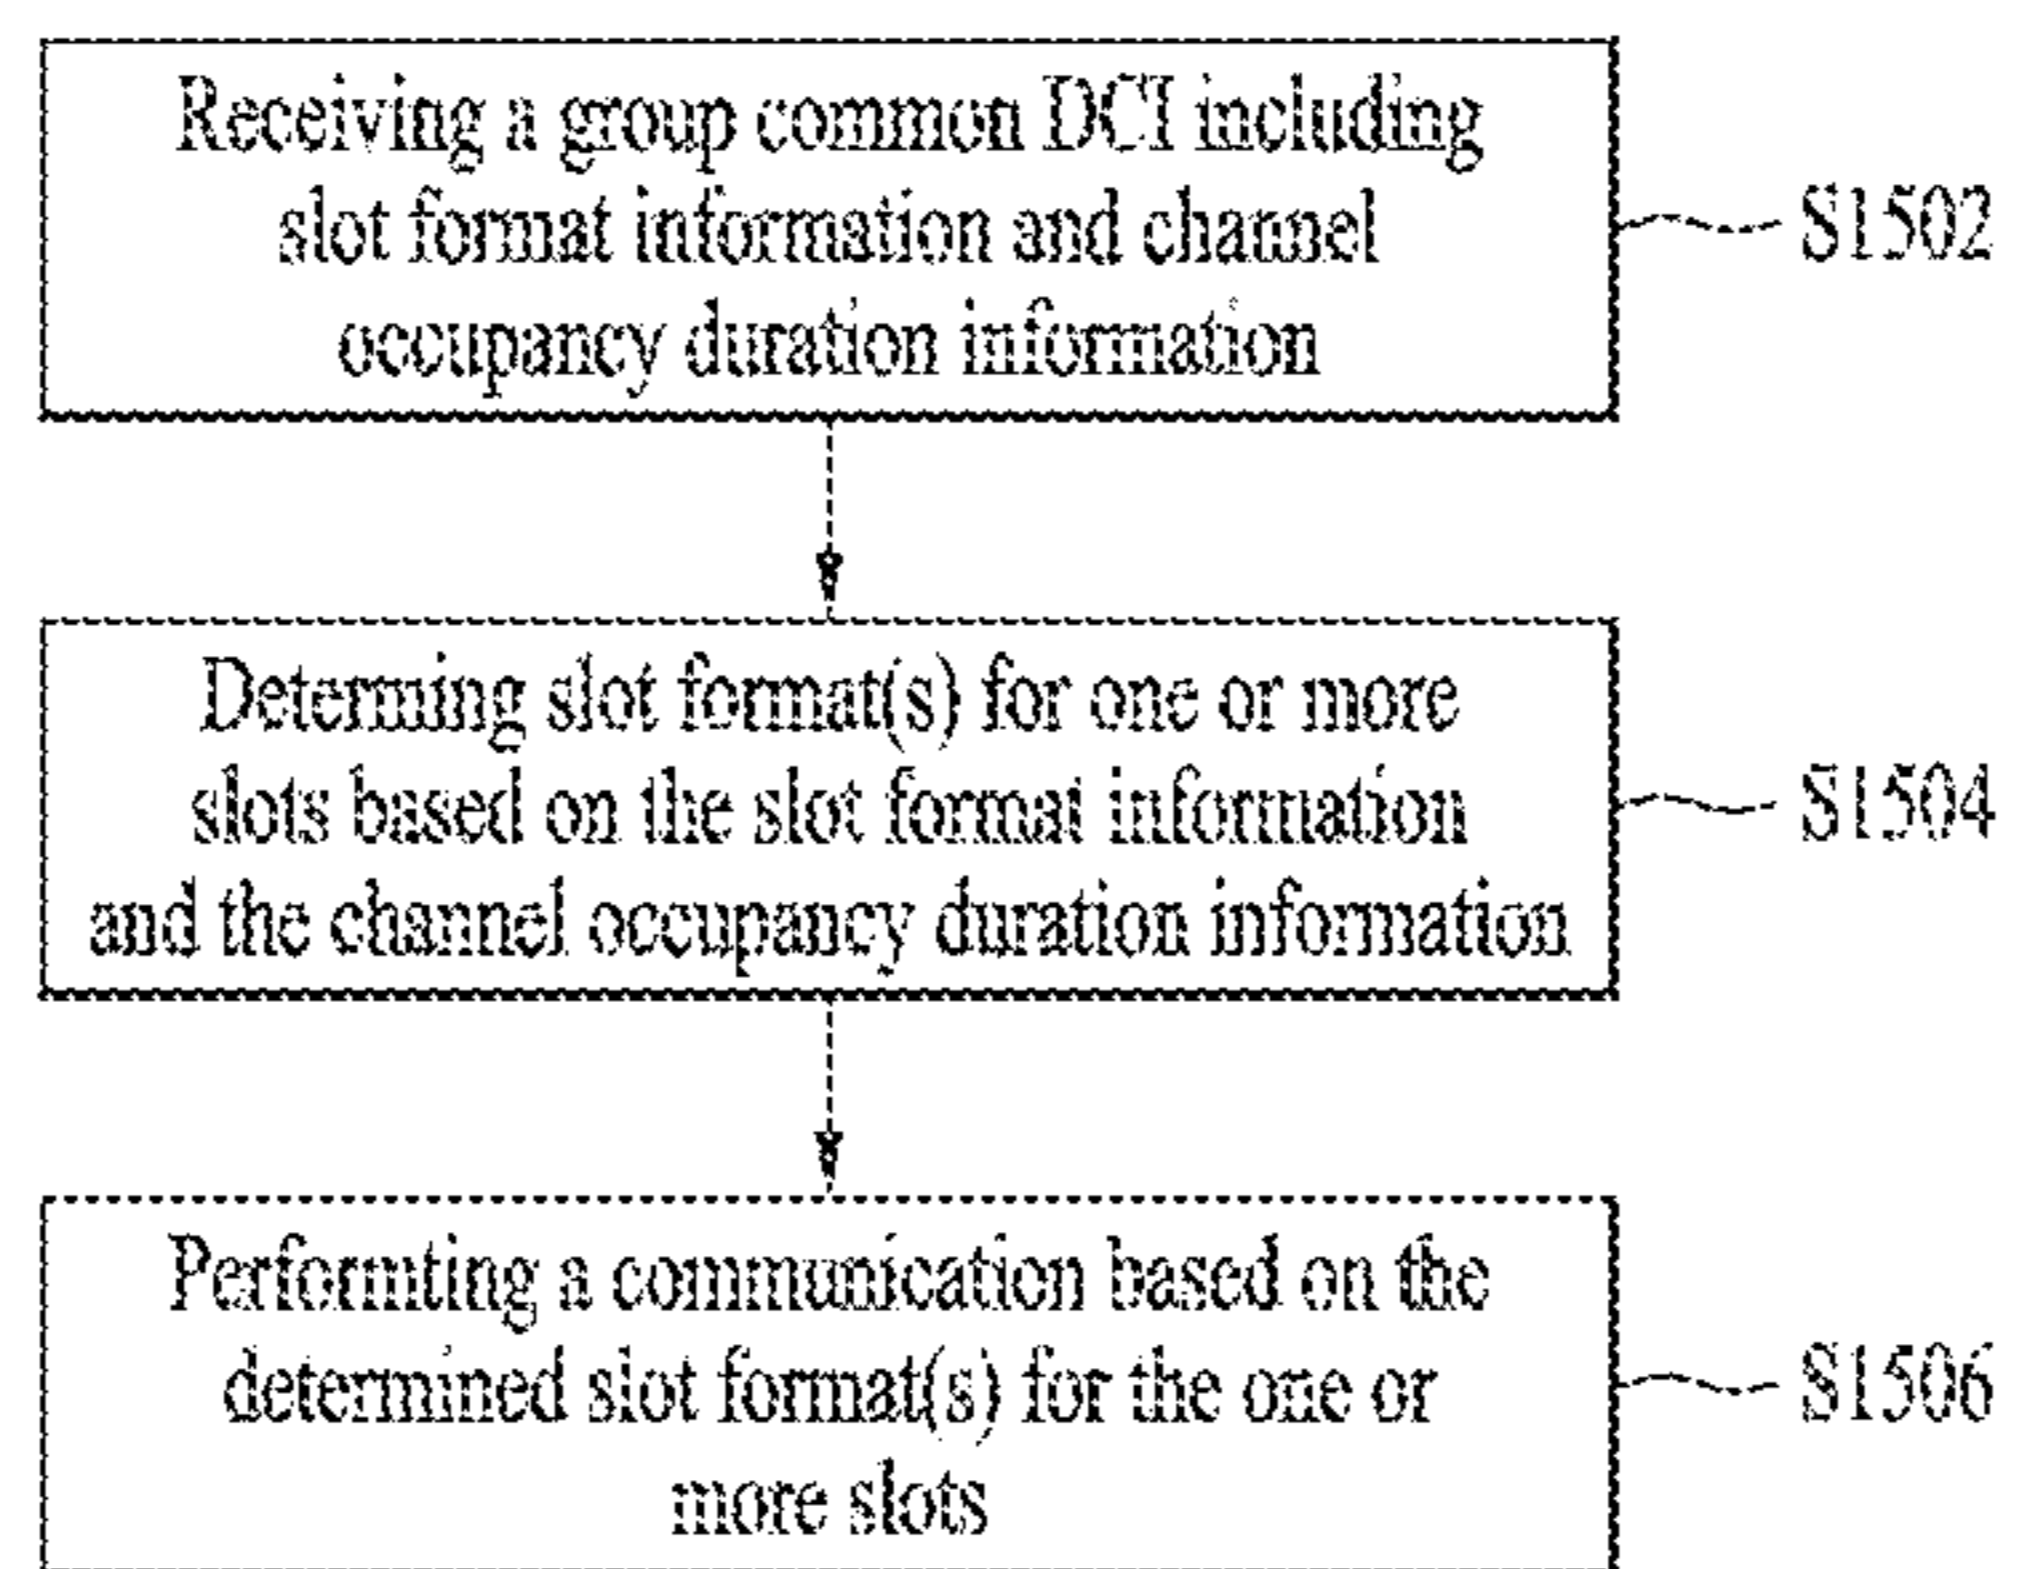 Receiving a group common DCI including
slot format information and channel
occupancy duration information
S1502
Determing slot format(s) for one or more
slots based on the slot format information
and the channel occupancy duration information
S1504
Performting a communication based on the
determined slot format(s) for the one or
more slots
S1506